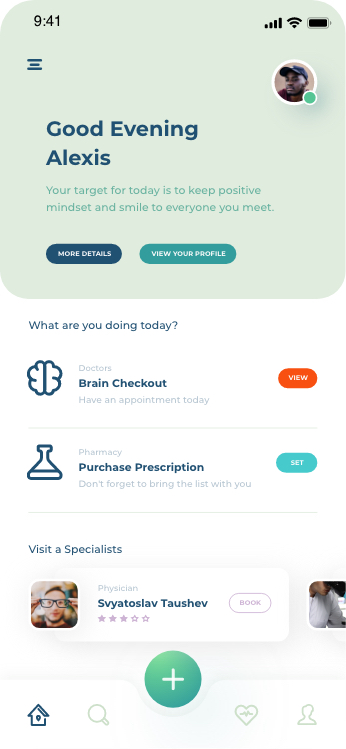 9:41
Good Evening
Alexis
Your target for today is to keep positive
mindset and smile to everyone you meet.
MORE DETAILS
VIEW YOUR PROFILE
What are you doing today?
Doctors
Brain Checkout
Have an appointment today
VIEW
Pharmacy
Purchase Prescription
Don't forget to bring the list with you
SET
Visit a Specialists
Physician
Svyatoslav Taushev
BOOK